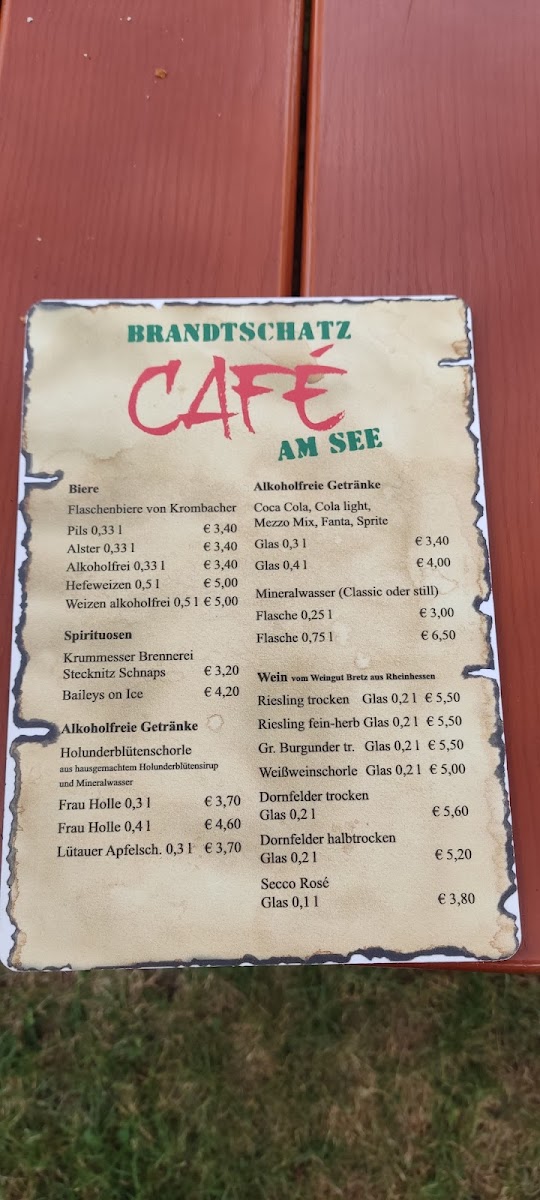 BRANDTSCHATZ
CAFÉ
AM SEE
Biere
Flaschenbiere von Krombacher
Pils 0,33 l € 3,40
Alster 0,33 l € 3,40
Alkoholfrei 0,33 l € 3,40
Hefeweizen 0,5 l € 5,00
Weizen alkoholfrei 0,5 l € 5,00
Spirituosen
Krummesser Brennerei
Stecknitz Schnaps € 3,20
Baileys on Ice € 4,20
Alkoholfreie Getränke
Holunderblütenschorle
aus hausgemachtem Holunderblütensirup
und Mineralwasser
Frau Holle 0,3 l € 3,70
Frau Holle 0,4 l € 4,60
Lütauer Apfelsch. 0,3 l € 3,70
Alkoholfreie Getränke
Coca Cola, Cola light,
Mezzo Mix, Fanta, Sprite
Glas 0,3 l € 3,40
Glas 0,4 l € 4,00
Mineralwasser (Classic oder still)
Flasche 0,25 l € 3,00
Flasche 0,75 l € 6,50
Wein vom Weingut Bretz aus Rheinhessen
Riesling trocken Glas 0,2 l € 5,50
Riesling fein-herb Glas 0,2 l € 5,50
Gr. Burgunder tr. Glas 0,2 l € 5,50
Weißweinschorle Glas 0,2 l € 5,00
Dornfelder trocken
Glas 0,2 l € 5,60
Dornfelder halbtrocken
Glas 0,2 l € 5,20
Secco Rosé
Glas 0,1 l € 3,80